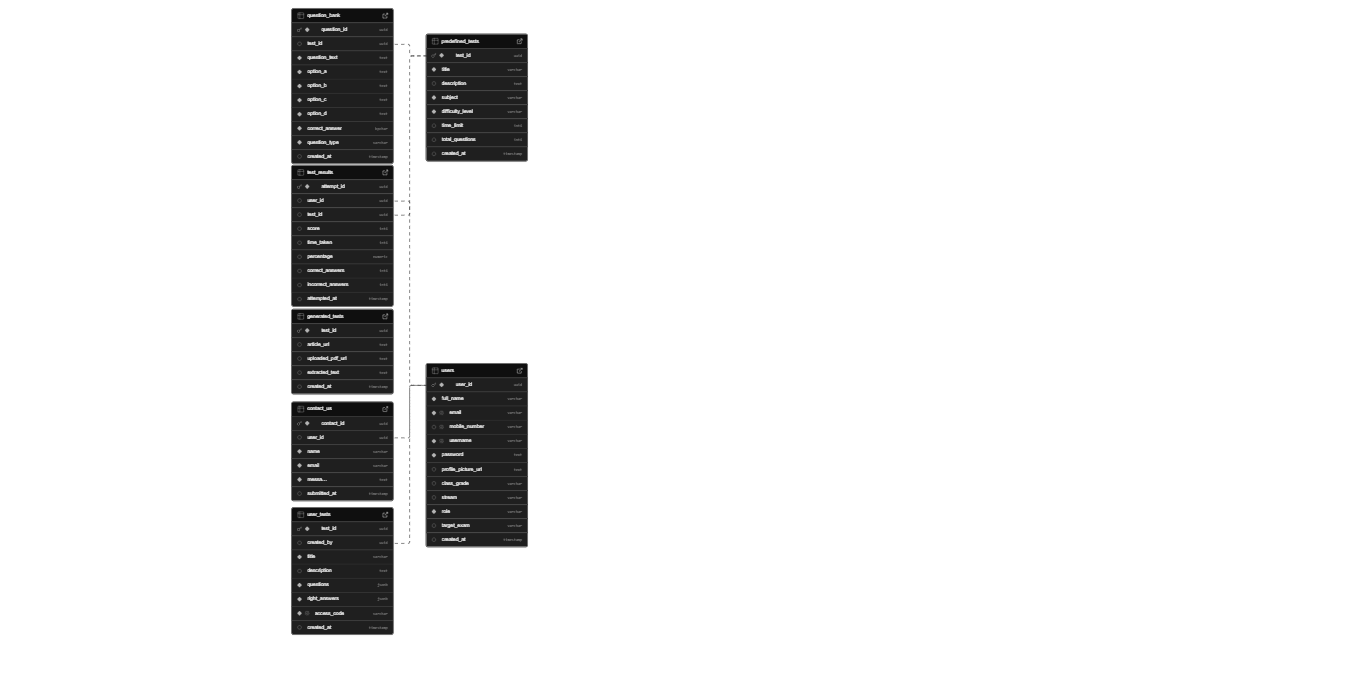 question_bank
question_id uuid
test_id uuid
question_text text
option_a text
option_b text
option_c text
option_d text
correct_answer bpchar
question_type varchar
created_at timestamp
test_results
attempt_id uuid
user_id uuid
test_id uuid
score int4
time_taken int4
percentage numeric
correct_answers int4
incorrect_answers int4
attempted_at timestamp
generated_tests
test_id uuid
article_url text
uploaded_pdf_url text
extracted_text text
created_at timestamp
contact_us
contact_id uuid
user_id uuid
name varchar
email varchar
messa... text
submitted_at timestamp
user_tests
test_id uuid
created_by uuid
title varchar
description text
questions jsonb
right_answers jsonb
access_code varchar
created_at timestamp
predefined_tests
test_id uuid
title varchar
description text
subject varchar
difficulty_level varchar
time_limit int4
total_questions int4
created_at timestamp
users
user_id uuid
full_name varchar
email varchar
mobile_number varchar
username varchar
password text
profile_picture_url text
class_grade varchar
stream varchar
role varchar
target_exam varchar
created_at timestamp